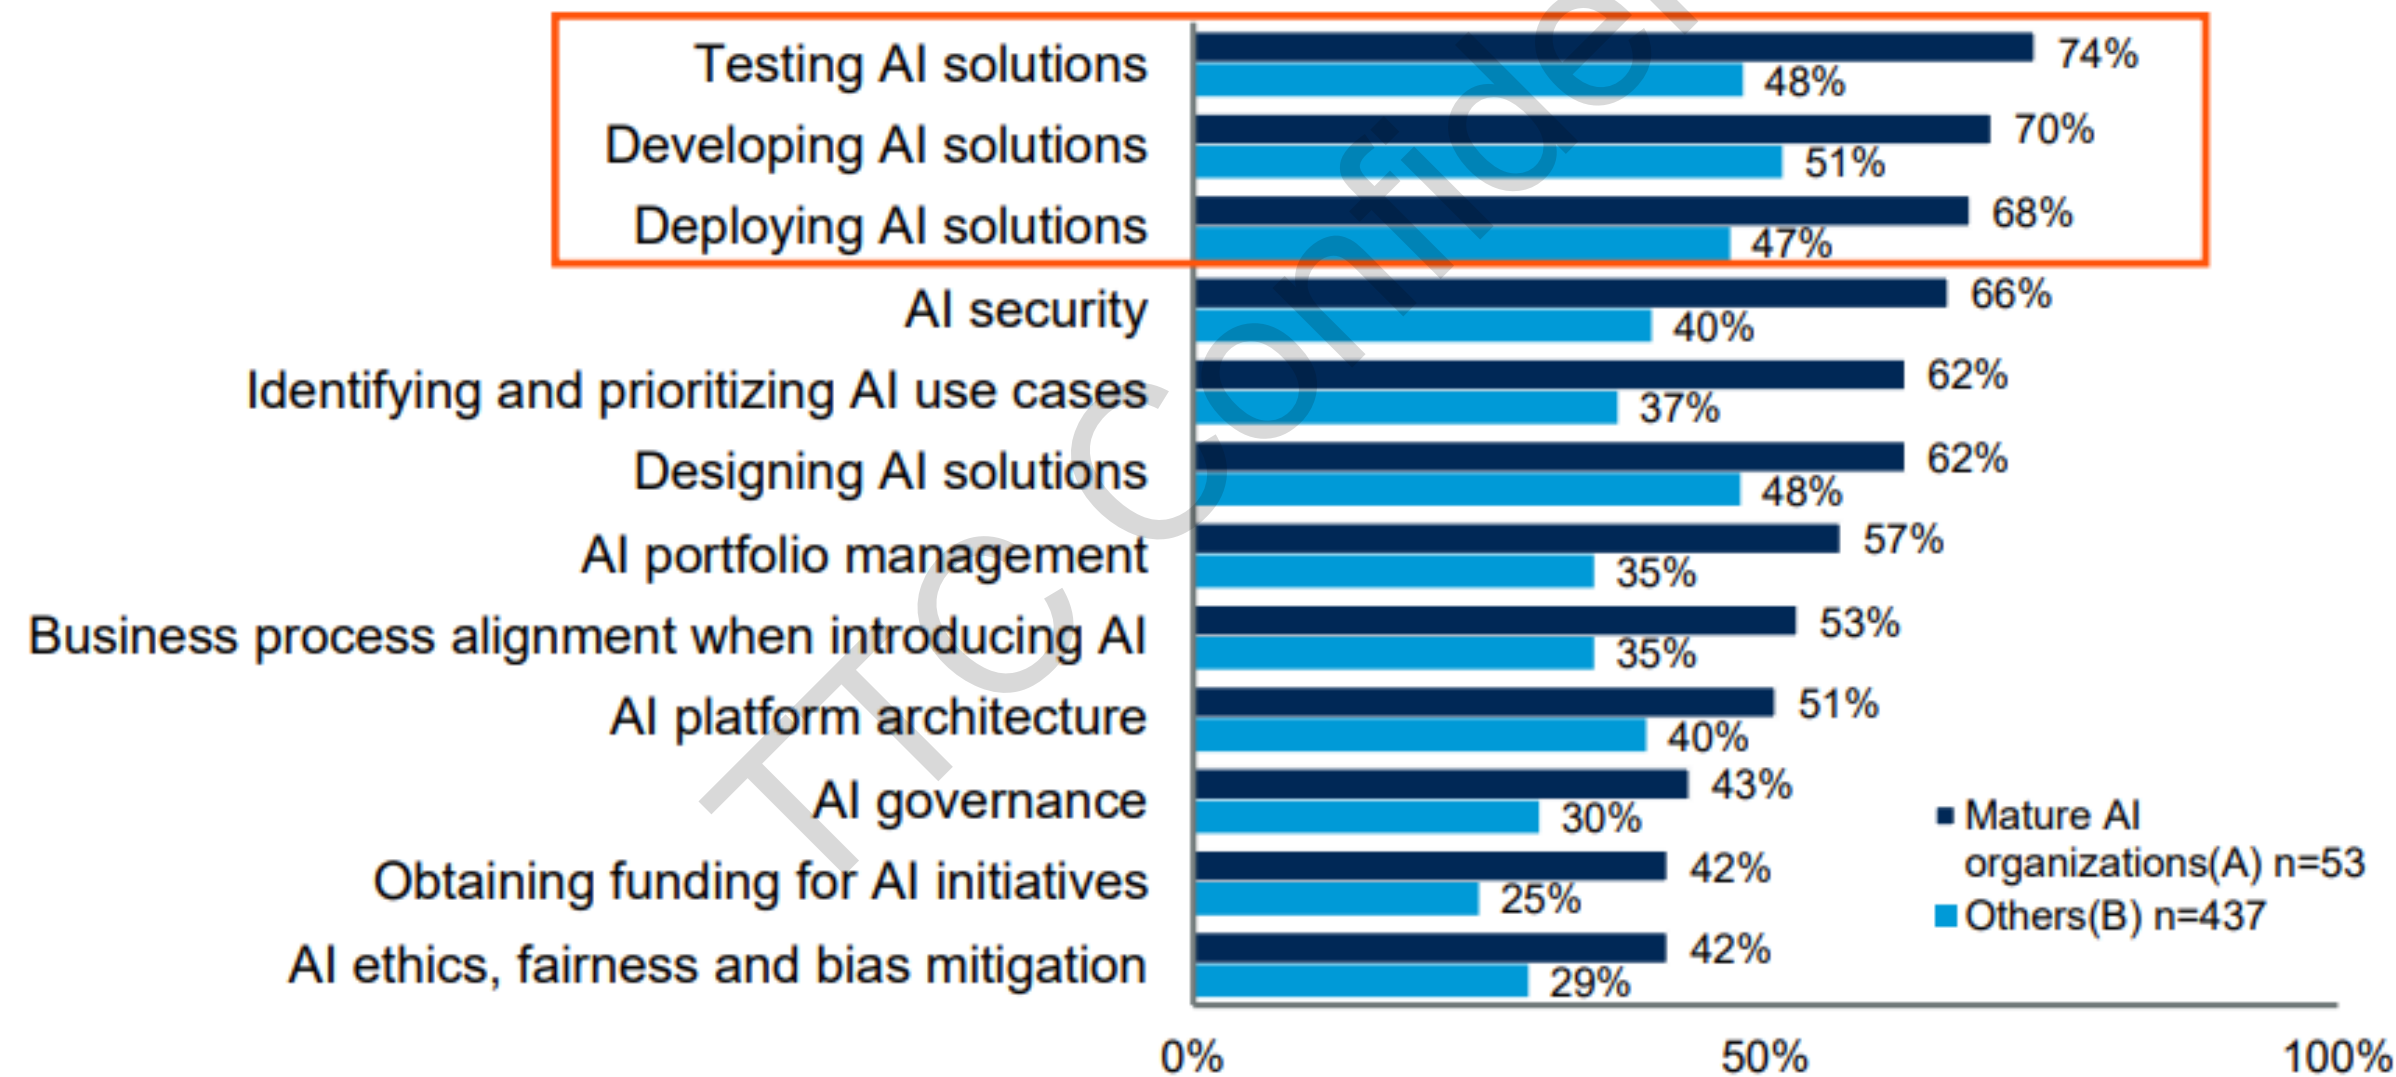 Testing AI solutions 74%
48%
Developing AI solutions 70%
51%
Deploying AI solutions 68%
47%
AI security 66%
40%
Identifying and prioritizing AI use cases 62%
37%
Designing AI solutions 62%
48%
AI portfolio management 57%
35%
Business process alignment when introducing AI 53%
35%
AI platform architecture 51%
40%
AI governance 43%
30%
Obtaining funding for AI initiatives 42%
25%
AI ethics, fairness and bias mitigation 42%
29%
Mature AI
organizations(A) n=53
Others(B) n=437
0% 50% 100%